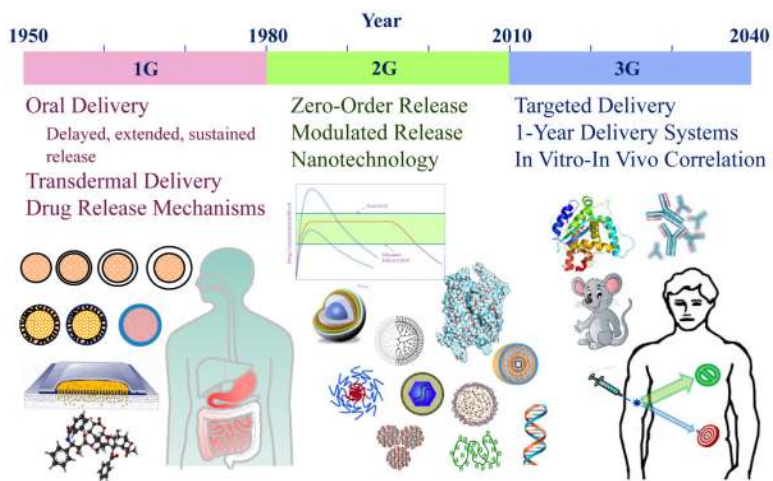 Year
1950 1980 2010 2040
1G 2G 3G
Oral Delivery
Delayed, extended, sustained
release
Transdermal Delivery
Drug Release Mechanisms
Zero-Order Release
Modulated Release
Nanotechnology
Targeted Delivery
1-Year Delivery Systems
In Vitro-In Vivo Correlation